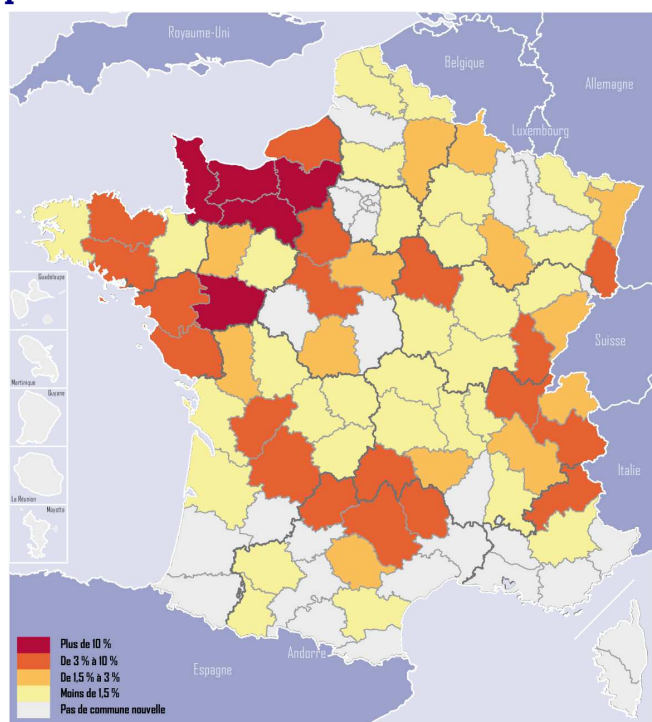 Royaume-Uni
Belgique
Allemagne
Luxembourg
Guadeloupe
Suisse
Martinique
Guyane
Italie
La Réunion
Mayotte
Plus de 10 %
De 3 % à 10 %
De 1,5 % à 3 %
Moins de 1,5 %
Pas de commune nouvelle
Andorre
Espagne